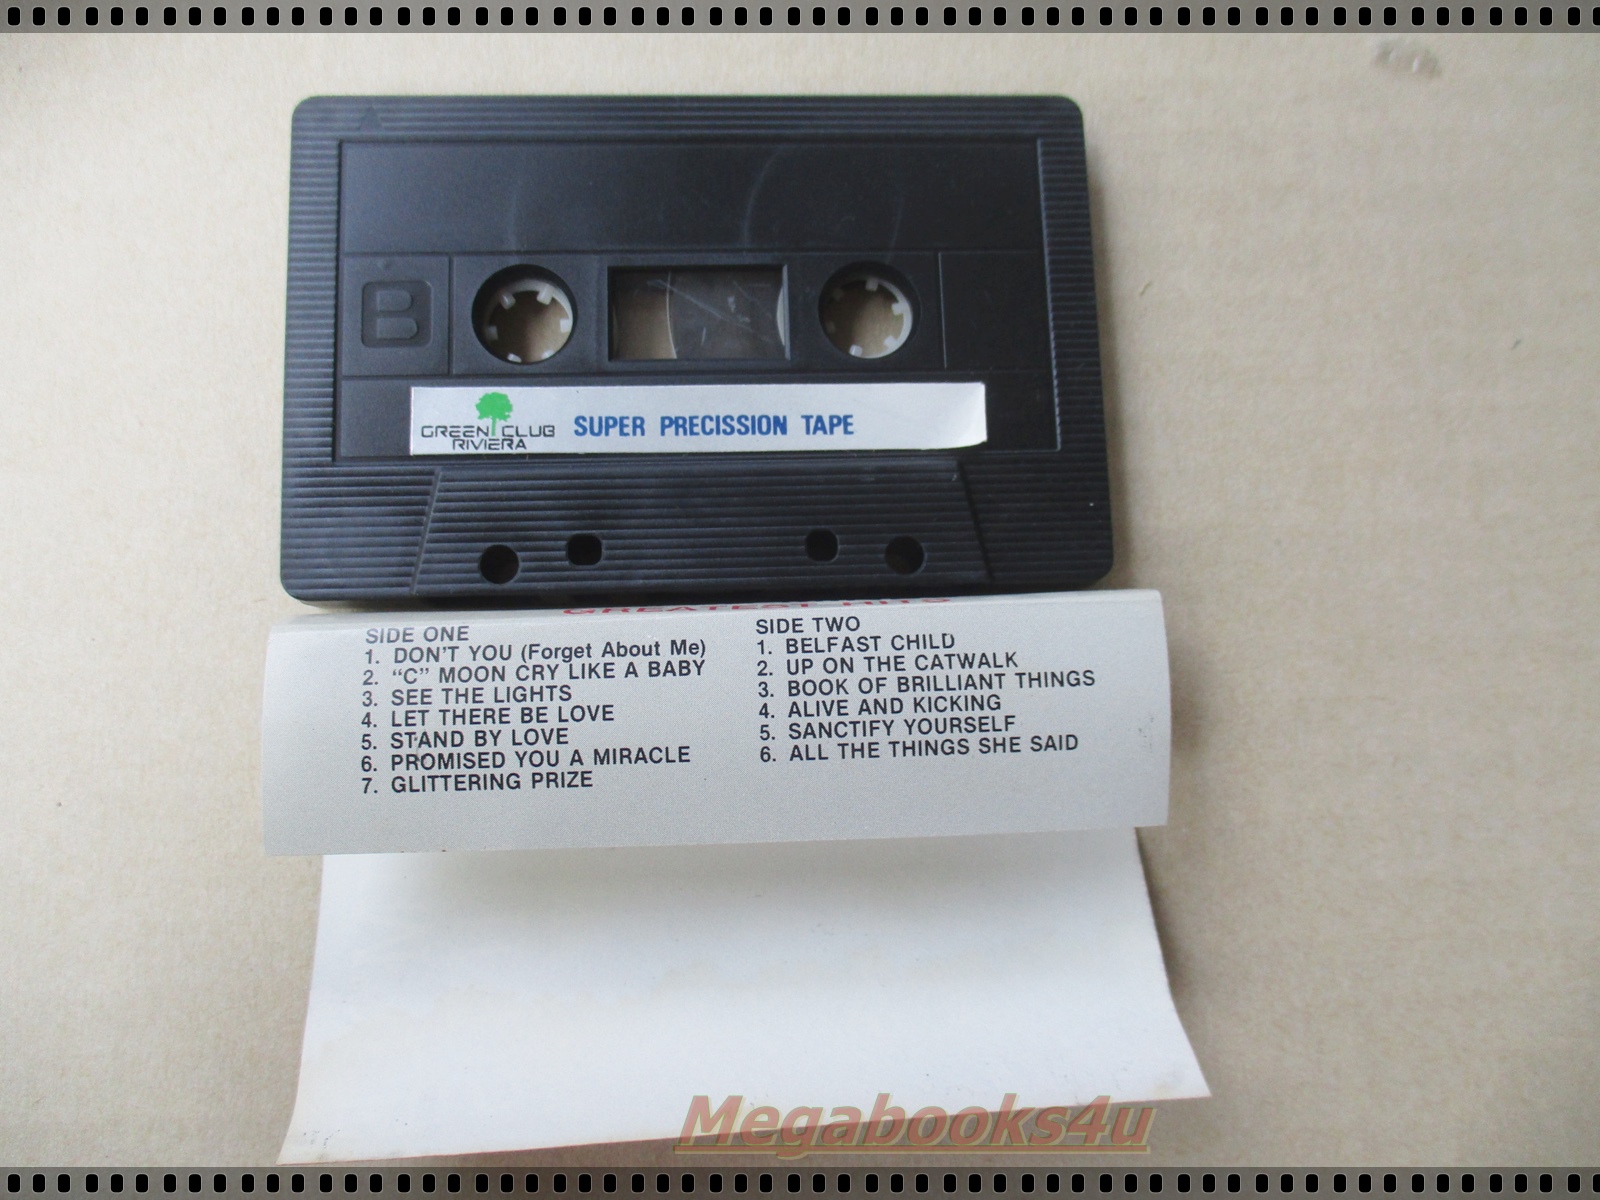 B
GREEN CLUB
RIVIERA
SUPER PRECISSION TAPE
GREATEST HITS
SIDE ONE
1. DON'T YOU (Forget About Me)
2. “C” MOON CRY LIKE A BABY
3. SEE THE LIGHTS
4. LET THERE BE LOVE
5. STAND BY LOVE
6. PROMISED YOU A MIRACLE
7. GLITTERING PRIZE
SIDE TWO
1. BELFAST CHILD
2. UP ON THE CATWALK
3. BOOK OF BRILLIANT THINGS
4. ALIVE AND KICKING
5. SANCTIFY YOURSELF
6. ALL THE THINGS SHE SAID
Megabooks4u